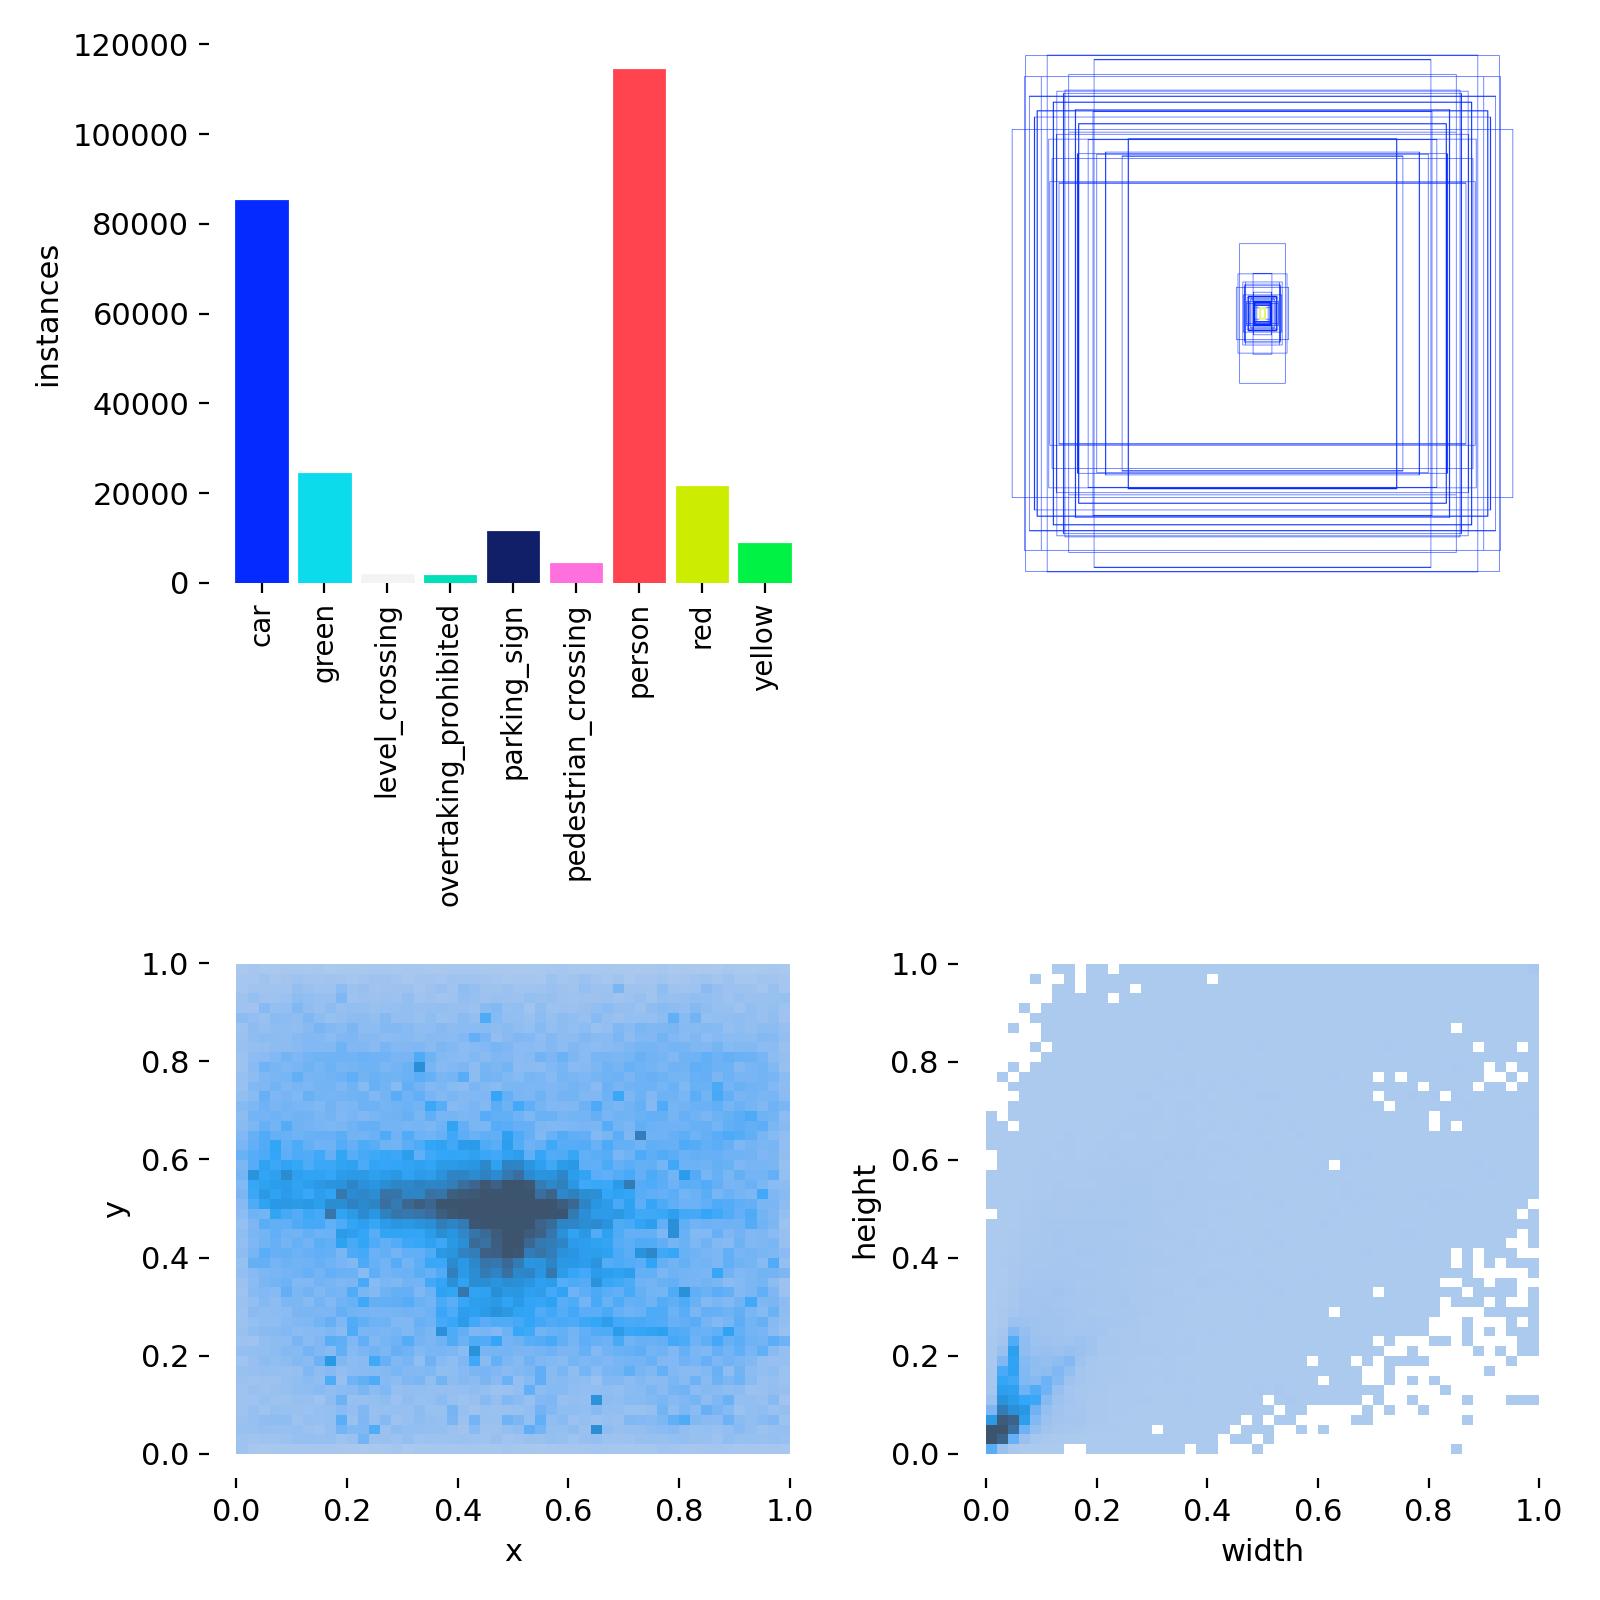 120000
100000
80000
60000
40000
20000
0
instances
car
green
level_crossing
overtaking_prohibited
parking_sign
pedestrian_crossing
person
red
yellow
1.0
0.8
0.6
0.4
0.2
0.0
y
0.0 0.2 0.4 0.6 0.8 1.0
x
1.0
0.8
0.6
0.4
0.2
0.0
height
0.0 0.2 0.4 0.6 0.8 1.0
width